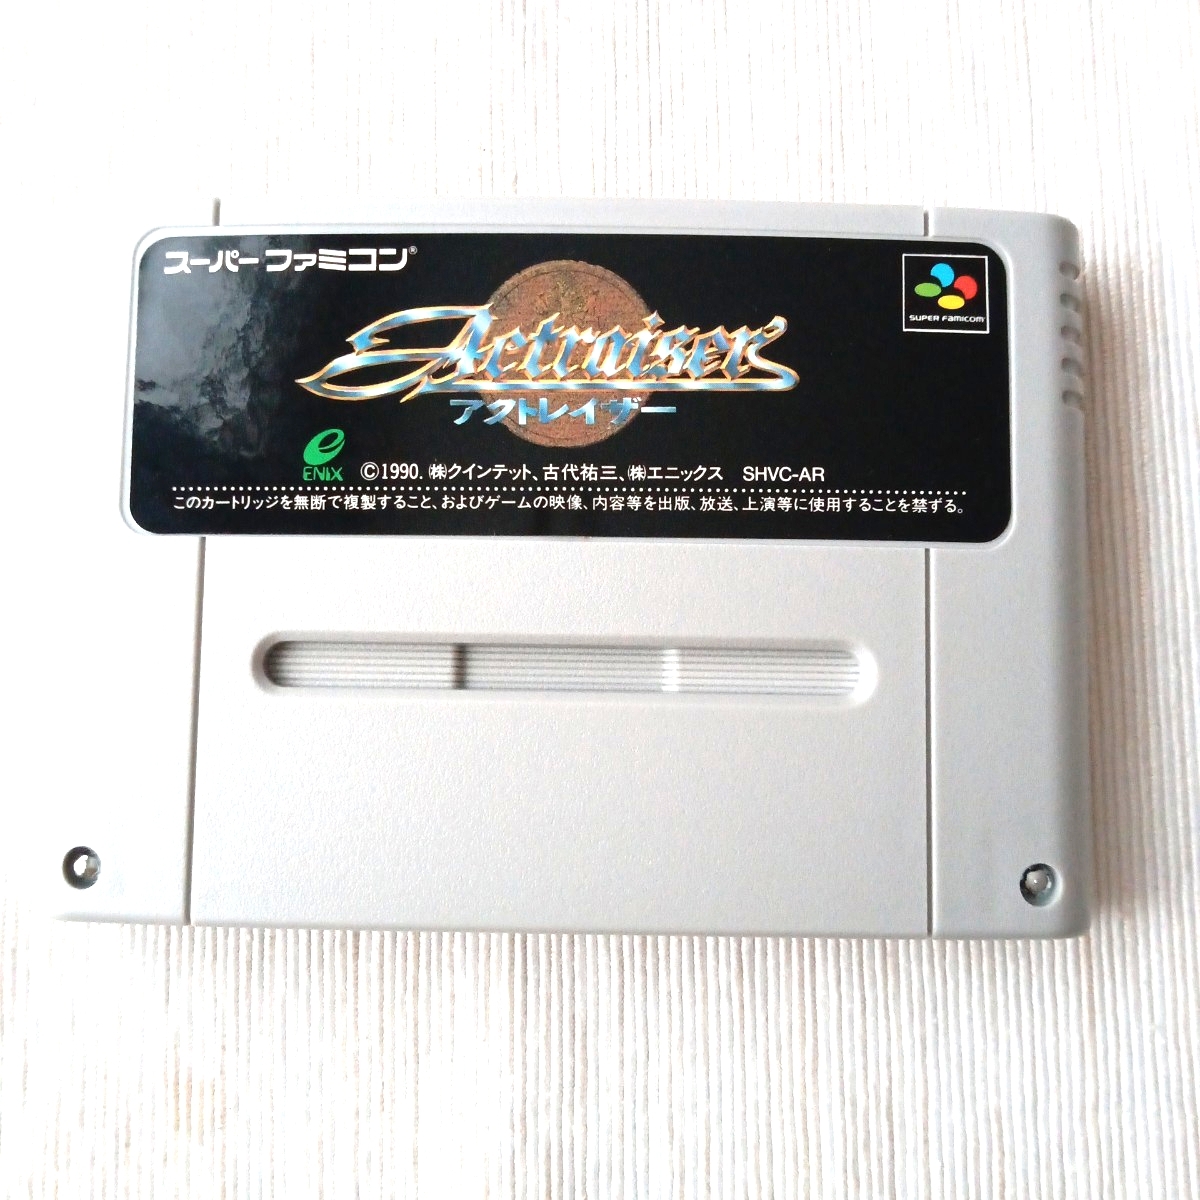 スーパーファミコン®
SUPER FAMICOM
Actraiser
アクトレイザー
ENIX
©1990. ㈱クインテット、古代祐三、㈱エニックス SHVC-AR
このカートリッジを無断で複製すること、およびゲームの映像、内容等を出版、放送、上演等に使用することを禁ずる。